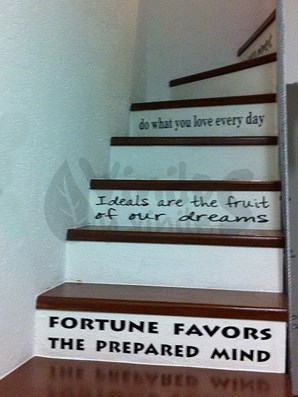 do what you love every day
Ideals are the fruit
of our dreams
FORTUNE FAVORS
THE PREPARED MIND